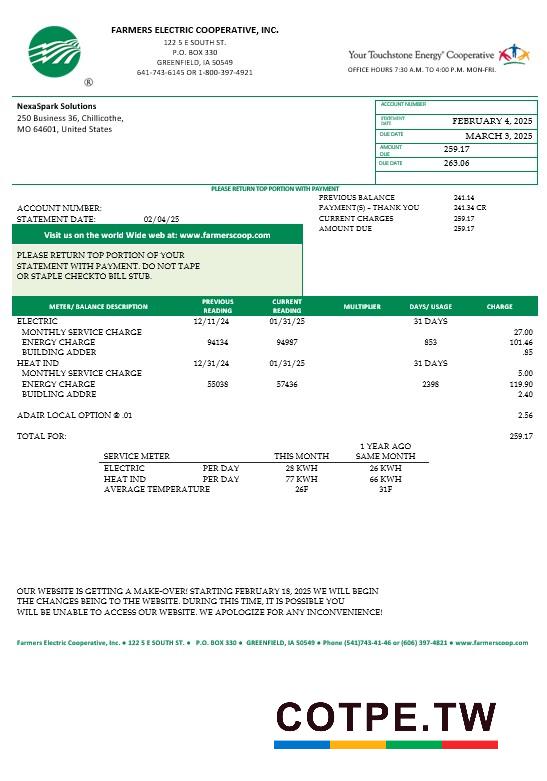 FARMERS ELECTRIC COOPERATIVE, INC.
122 5 E SOUTH ST.
P.O. BOX 330
GREENFIELD, IA 50549
641-743-6145 OR 1-800-397-4921
®
Your Touchstone Energy® Cooperative
OFFICE HOURS 7:30 A.M. TO 4:00 P.M. MON-FRI.
NexaSpark Solutions
250 Business 36, Chillicothe,
MO 64601, United States
ACCOUNT NUMBER
STATEMENT DATE FEBRUARY 4, 2025
DUE DATE MARCH 3, 2025
AMOUNT DUE 259.17
DUE DATE 263.06
PLEASE RETURN TOP PORTION WITH PAYMENT
PREVIOUS BALANCE 241.14
PAYMENT(S) – THANK YOU 241.34 CR
CURRENT CHARGES 259.17
AMOUNT DUE 259.17
ACCOUNT NUMBER:
STATEMENT DATE: 02/04/25
Visit us on the world Wide web at: www.farmerscoop.com
PLEASE RETURN TOP PORTION OF YOUR
STATEMENT WITH PAYMENT. DO NOT TAPE
OR STAPLE CHECKTO BILL STUB.
METER/ BALANCE DESCRIPTION PREVIOUS READING CURRENT READING MULTIPLIER DAYS/ USAGE CHARGE
ELECTRIC 12/11/24 01/31/25 31 DAYS
MONTHLY SERVICE CHARGE 27.00
ENERGY CHARGE 94134 94987 853 101.46
BUILDING ADDER .85
HEAT IND 12/31/24 01/31/25 31 DAYS
MONTHLY SERVICE CHARGE 5.00
ENERGY CHARGE 55038 57436 2398 119.90
BUIDLING ADDRE 2.40
ADAIR LOCAL OPTION @ .01 2.56
TOTAL FOR: 259.17
SERVICE METER THIS MONTH 1 YEAR AGO SAME MONTH
ELECTRIC PER DAY 28 KWH 26 KWH
HEAT IND PER DAY 77 KWH 66 KWH
AVERAGE TEMPERATURE 26F 31F
OUR WEBSITE IS GETTING A MAKE-OVER! STARTING FEBRUARY 18, 2025 WE WILL BEGIN
THE CHANGES BEING TO THE WEBSITE. DURING THIS TIME, IT IS POSSIBLE YOU
WILL BE UNABLE TO ACCESS OUR WEBSITE. WE APOLOGIZE FOR ANY INCONVENIENCE!
Farmers Electric Cooperative, Inc. ● 122 5 E SOUTH ST. ● P.O. BOX 330 ● GREENFIELD, IA 50549 ● Phone (541)743-41-46 or (606) 397-4821 ● www.farmerscoop.com
COTPE.TW